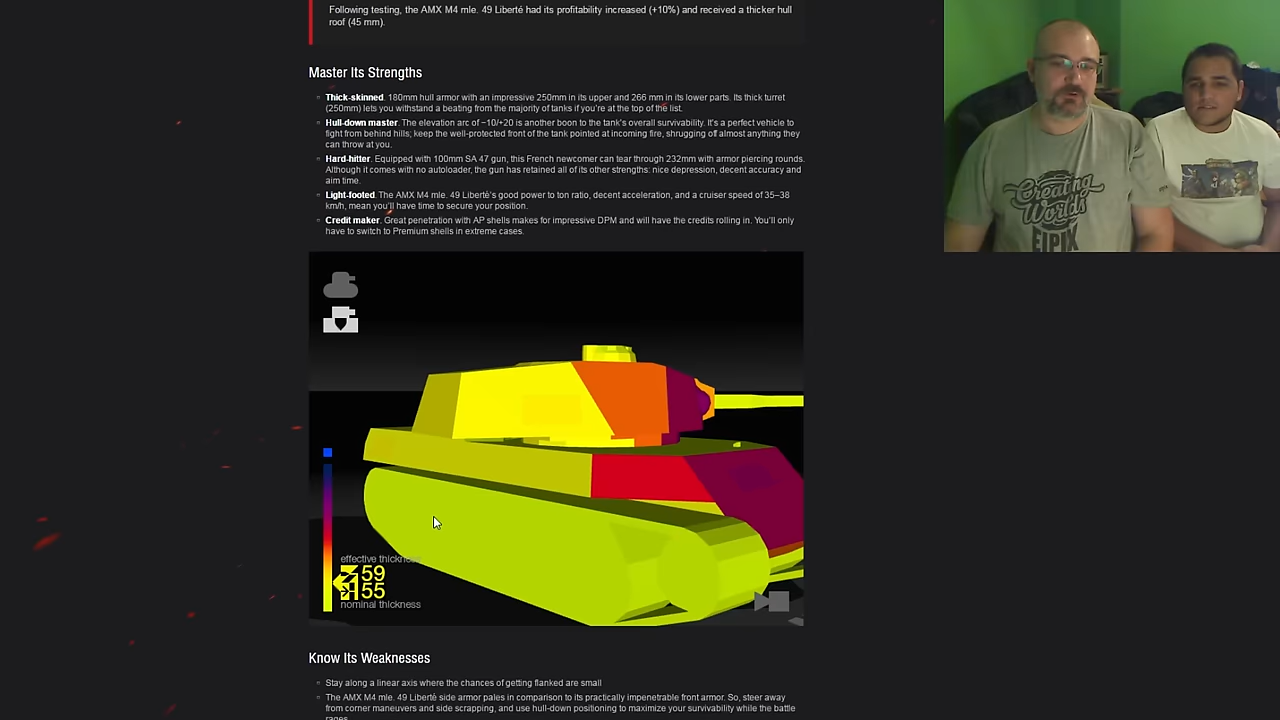 Following testing, the AMX M4 mle. 49 Liberté had its profitability increased (+10%) and received a thicker hull
roof (45 mm).
Master Its Strengths
Thick-skinned. 180mm hull armor with an impressive 250mm in its upper and 266 mm in its lower parts. Its thick turret
(250mm) lets you withstand a beating from the majority of tanks if you're at the top of the list.
Hull-down master. The elevation arc of −10/+20 is another boon to the tank's overall survivability. It's a perfect vehicle to
fight from behind hills; keep the well-protected front of the tank pointed at incoming fire, shrugging off almost anything they
can throw at you.
Hard-hitter. Equipped with 100mm SA 47 gun, this French newcomer can tear through 232mm with armor piercing rounds.
Although it comes with no autoloader, the gun has retained all of its other strengths: nice depression, decent accuracy and
aim time.
Light-footed. The AMX M4 mle. 49 Liberté's good power to ton ratio, decent acceleration, and a cruiser speed of 35–38
km/h, mean you'll have time to secure your position.
Credit maker. Great penetration with AP shells makes for impressive DPM and will have the credits rolling in. You'll only
have to switch to Premium shells in extreme cases.
Creating
Worlds
EIPIX
effective thickness
59
55
nominal thickness
Know Its Weaknesses
Stay along a linear axis where the chances of getting flanked are small
The AMX M4 mle. 49 Liberté side armor pales in comparison to its practically impenetrable front armor. So, steer away
from corner maneuvers and side scrapping, and use hull-down positioning to maximize your survivability while the battle
rages.